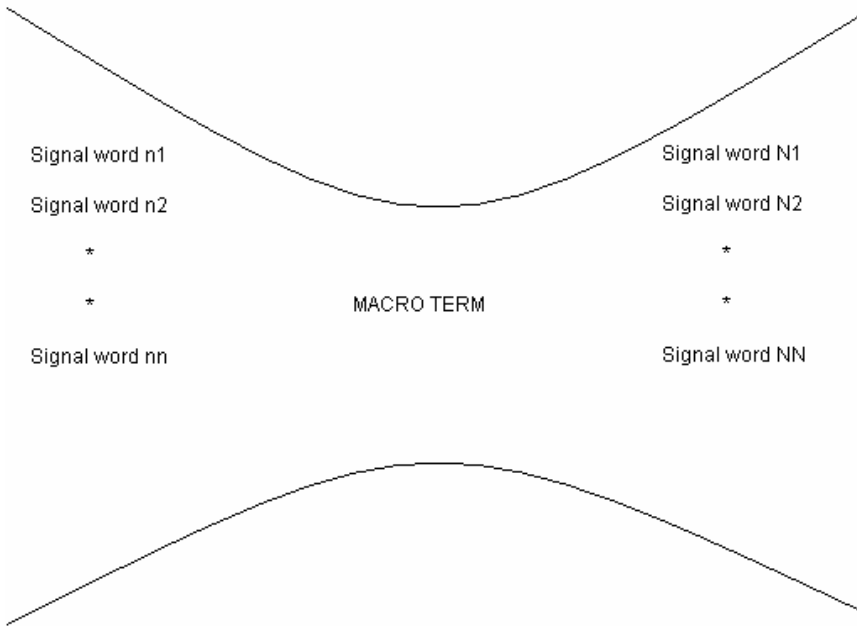 Signal word n1
Signal word N1
Signal word n2
Signal word N2
*
*
*
MACRO TERM
*
Signal word nn
Signal word NN